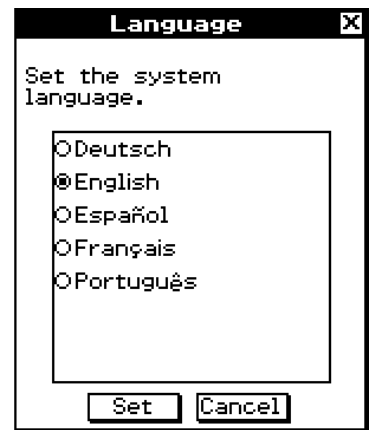 Language
Set the system
language.
Deutsch
English
Español
Français
Português
Set Cancel